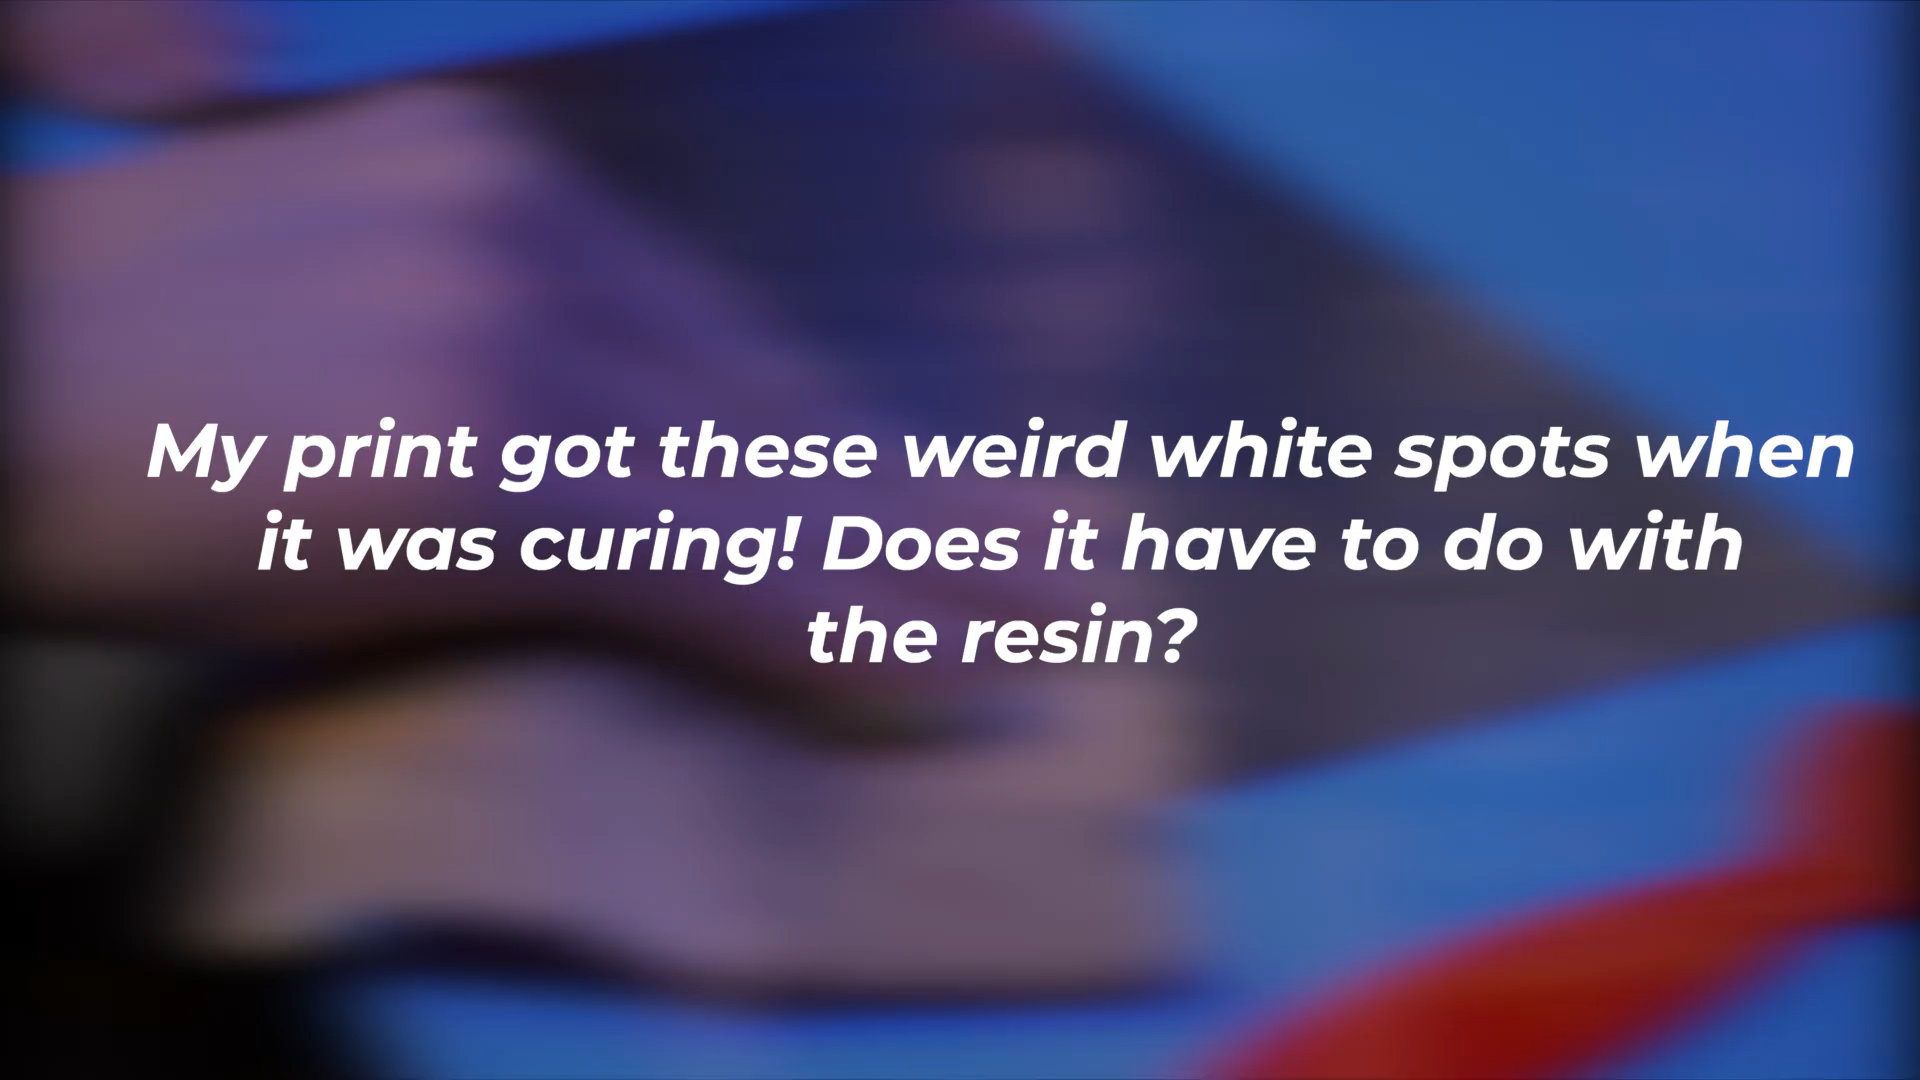 My print got these weird white spots when
it was curing! Does it have to do with
the resin?